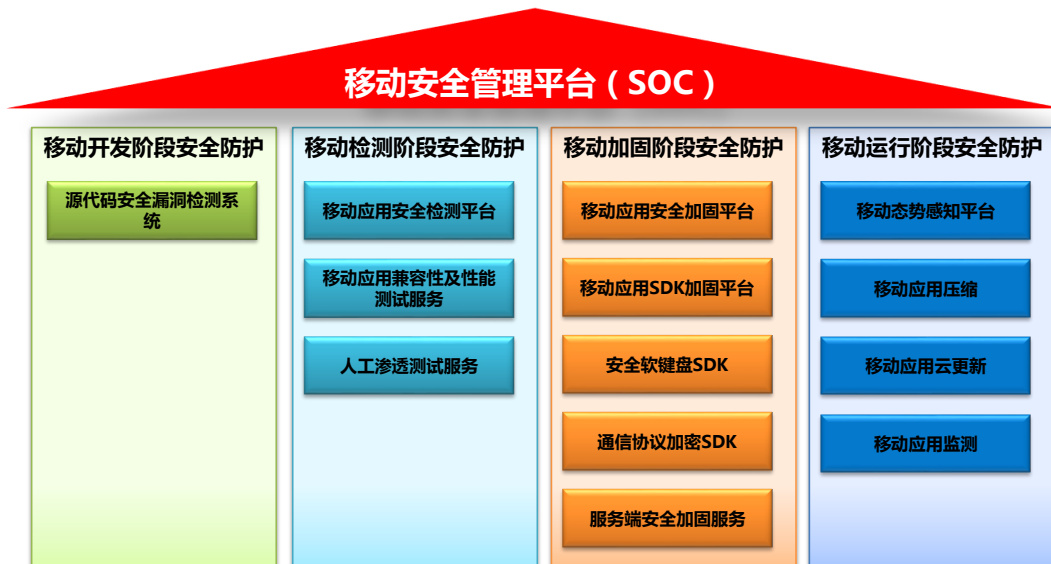 移动安全管理平台（SOC）
移动开发阶段安全防护
源代码安全漏洞检测系
统
移动检测阶段安全防护
移动应用安全检测平台
移动应用兼容性及性能
测试服务
人工渗透测试服务
移动加固阶段安全防护
移动应用安全加固平台
移动应用SDK加固平台
安全软键盘SDK
通信协议加密SDK
服务端安全加固服务
移动运行阶段安全防护
移动态势感知平台
移动应用压缩
移动应用云更新
移动应用监测